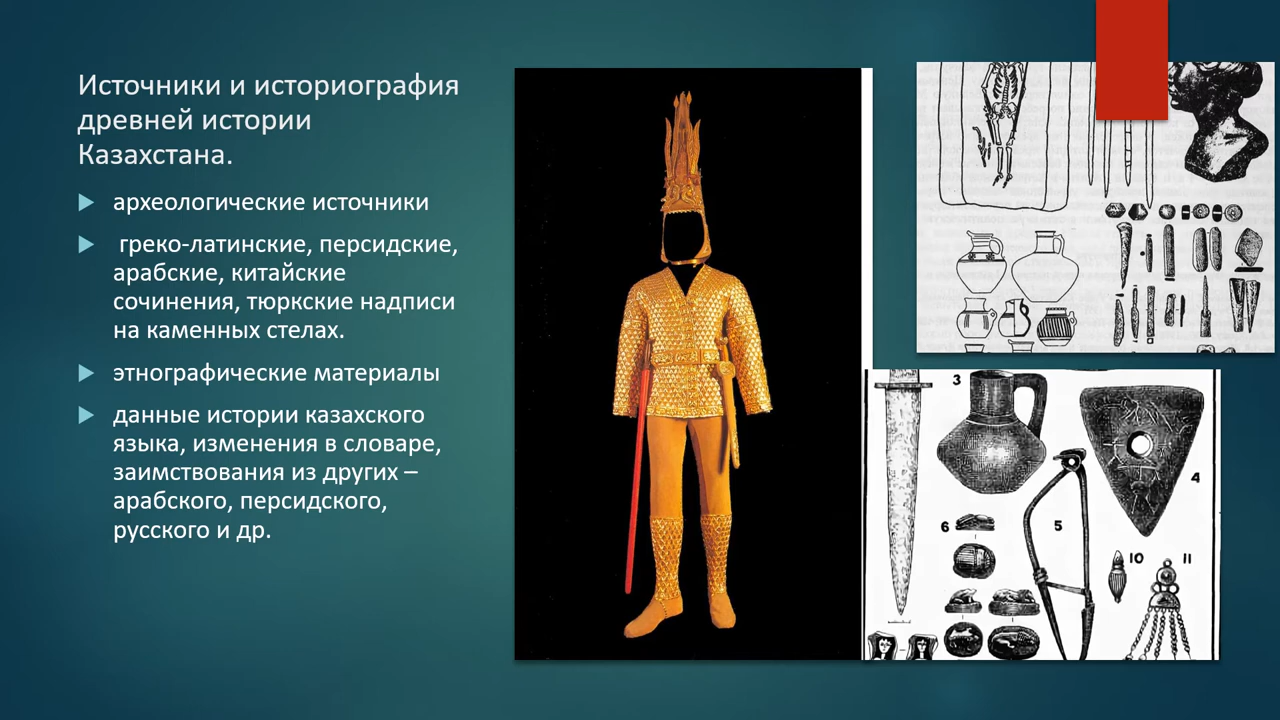 Источники и историография
древней истории
Казахстана.
археологические источники
греко-латинские, персидские,
арабские, китайские
сочинения, тюркские надписи
на каменных стелах.
этнографические материалы
данные истории казахского
языка, изменения в словаре,
заимствования из других –
арабского, персидского,
русского и др.
3
4
5
6
10
11